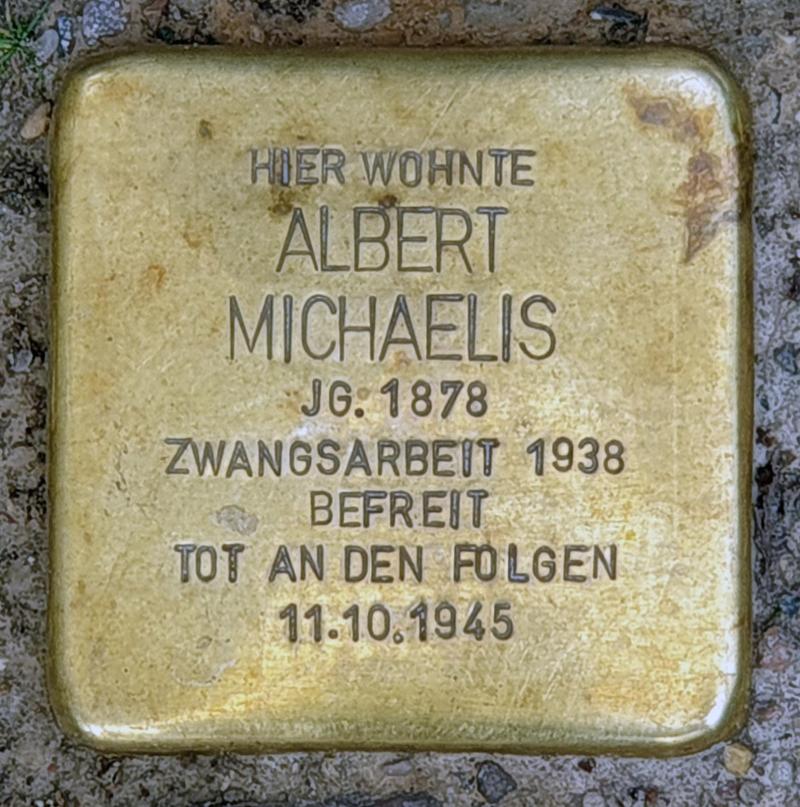 HIER WOHNTE
ALBERT
MICHAELIS
JG. 1878
ZWANGSARBEIT 1938
BEFREIT
TOT AN DEN FOLGEN
11.10.1945